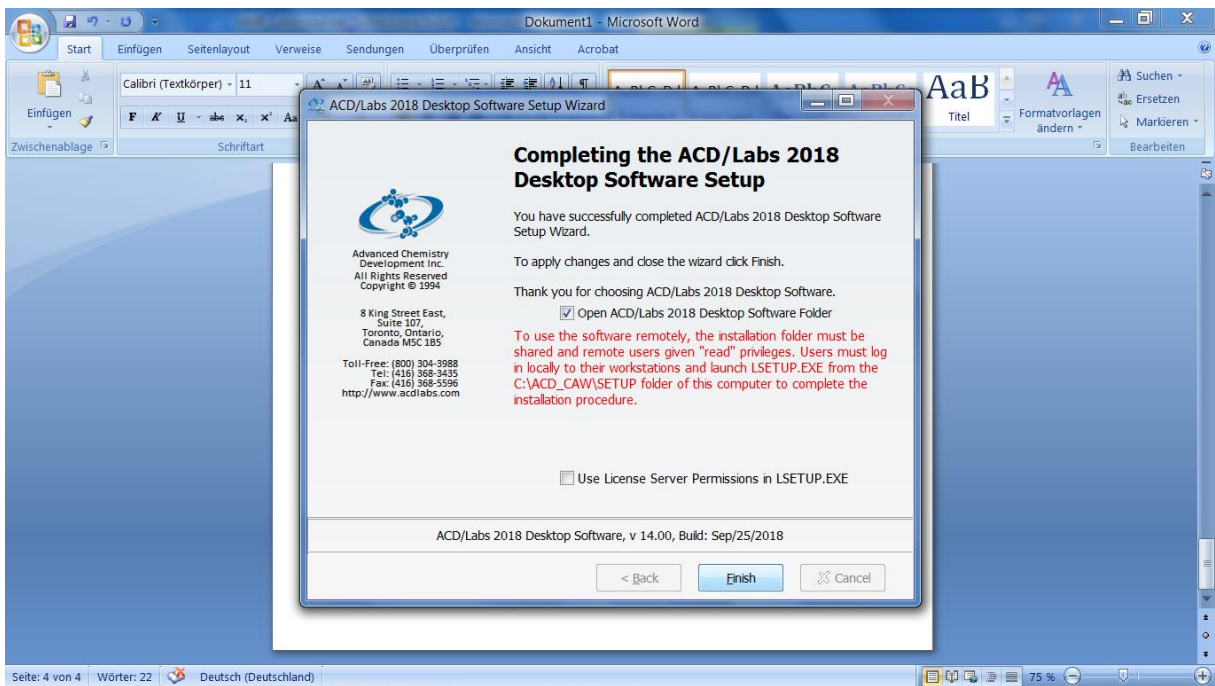 Dokument1 - Microsoft Word
Start Einfügen Seitenlayout Verweise Sendungen Überprüfen Ansicht Acrobat
Einfügen
Zwischenablage
Calibri (Textkörper) 11
F K U abe x, x² Aa
Schriftart
AaB
Titel
Formatvorlagen
ändern
Suchen
Ersetzen
Markieren
Bearbeiten
ACD/Labs 2018 Desktop Software Setup Wizard
Advanced Chemistry
Development Inc.
All Rights Reserved
Copyright © 1994
8 King Street East,
Suite 107,
Toronto, Ontario,
Canada M5C 1B5
Toll-Free: (800) 304-3988
Tel: (416) 368-3435
Fax: (416) 368-5596
http://www.acdlabs.com
Completing the ACD/Labs 2018
Desktop Software Setup
You have successfully completed ACD/Labs 2018 Desktop Software
Setup Wizard.
To apply changes and close the wizard click Finish.
Thank you for choosing ACD/Labs 2018 Desktop Software.
Open ACD/Labs 2018 Desktop Software Folder
To use the software remotely, the installation folder must be
shared and remote users given "read" privileges. Users must log
in locally to their workstations and launch LSETUP.EXE from the
C:\ACD_CAW\SETUP folder of this computer to complete the
installation procedure.
Use License Server Permissions in LSETUP.EXE
ACD/Labs 2018 Desktop Software, v 14.00, Build: Sep/25/2018
< Back Finish Cancel
Seite: 4 von 4 Wörter: 22 Deutsch (Deutschland) 75 %